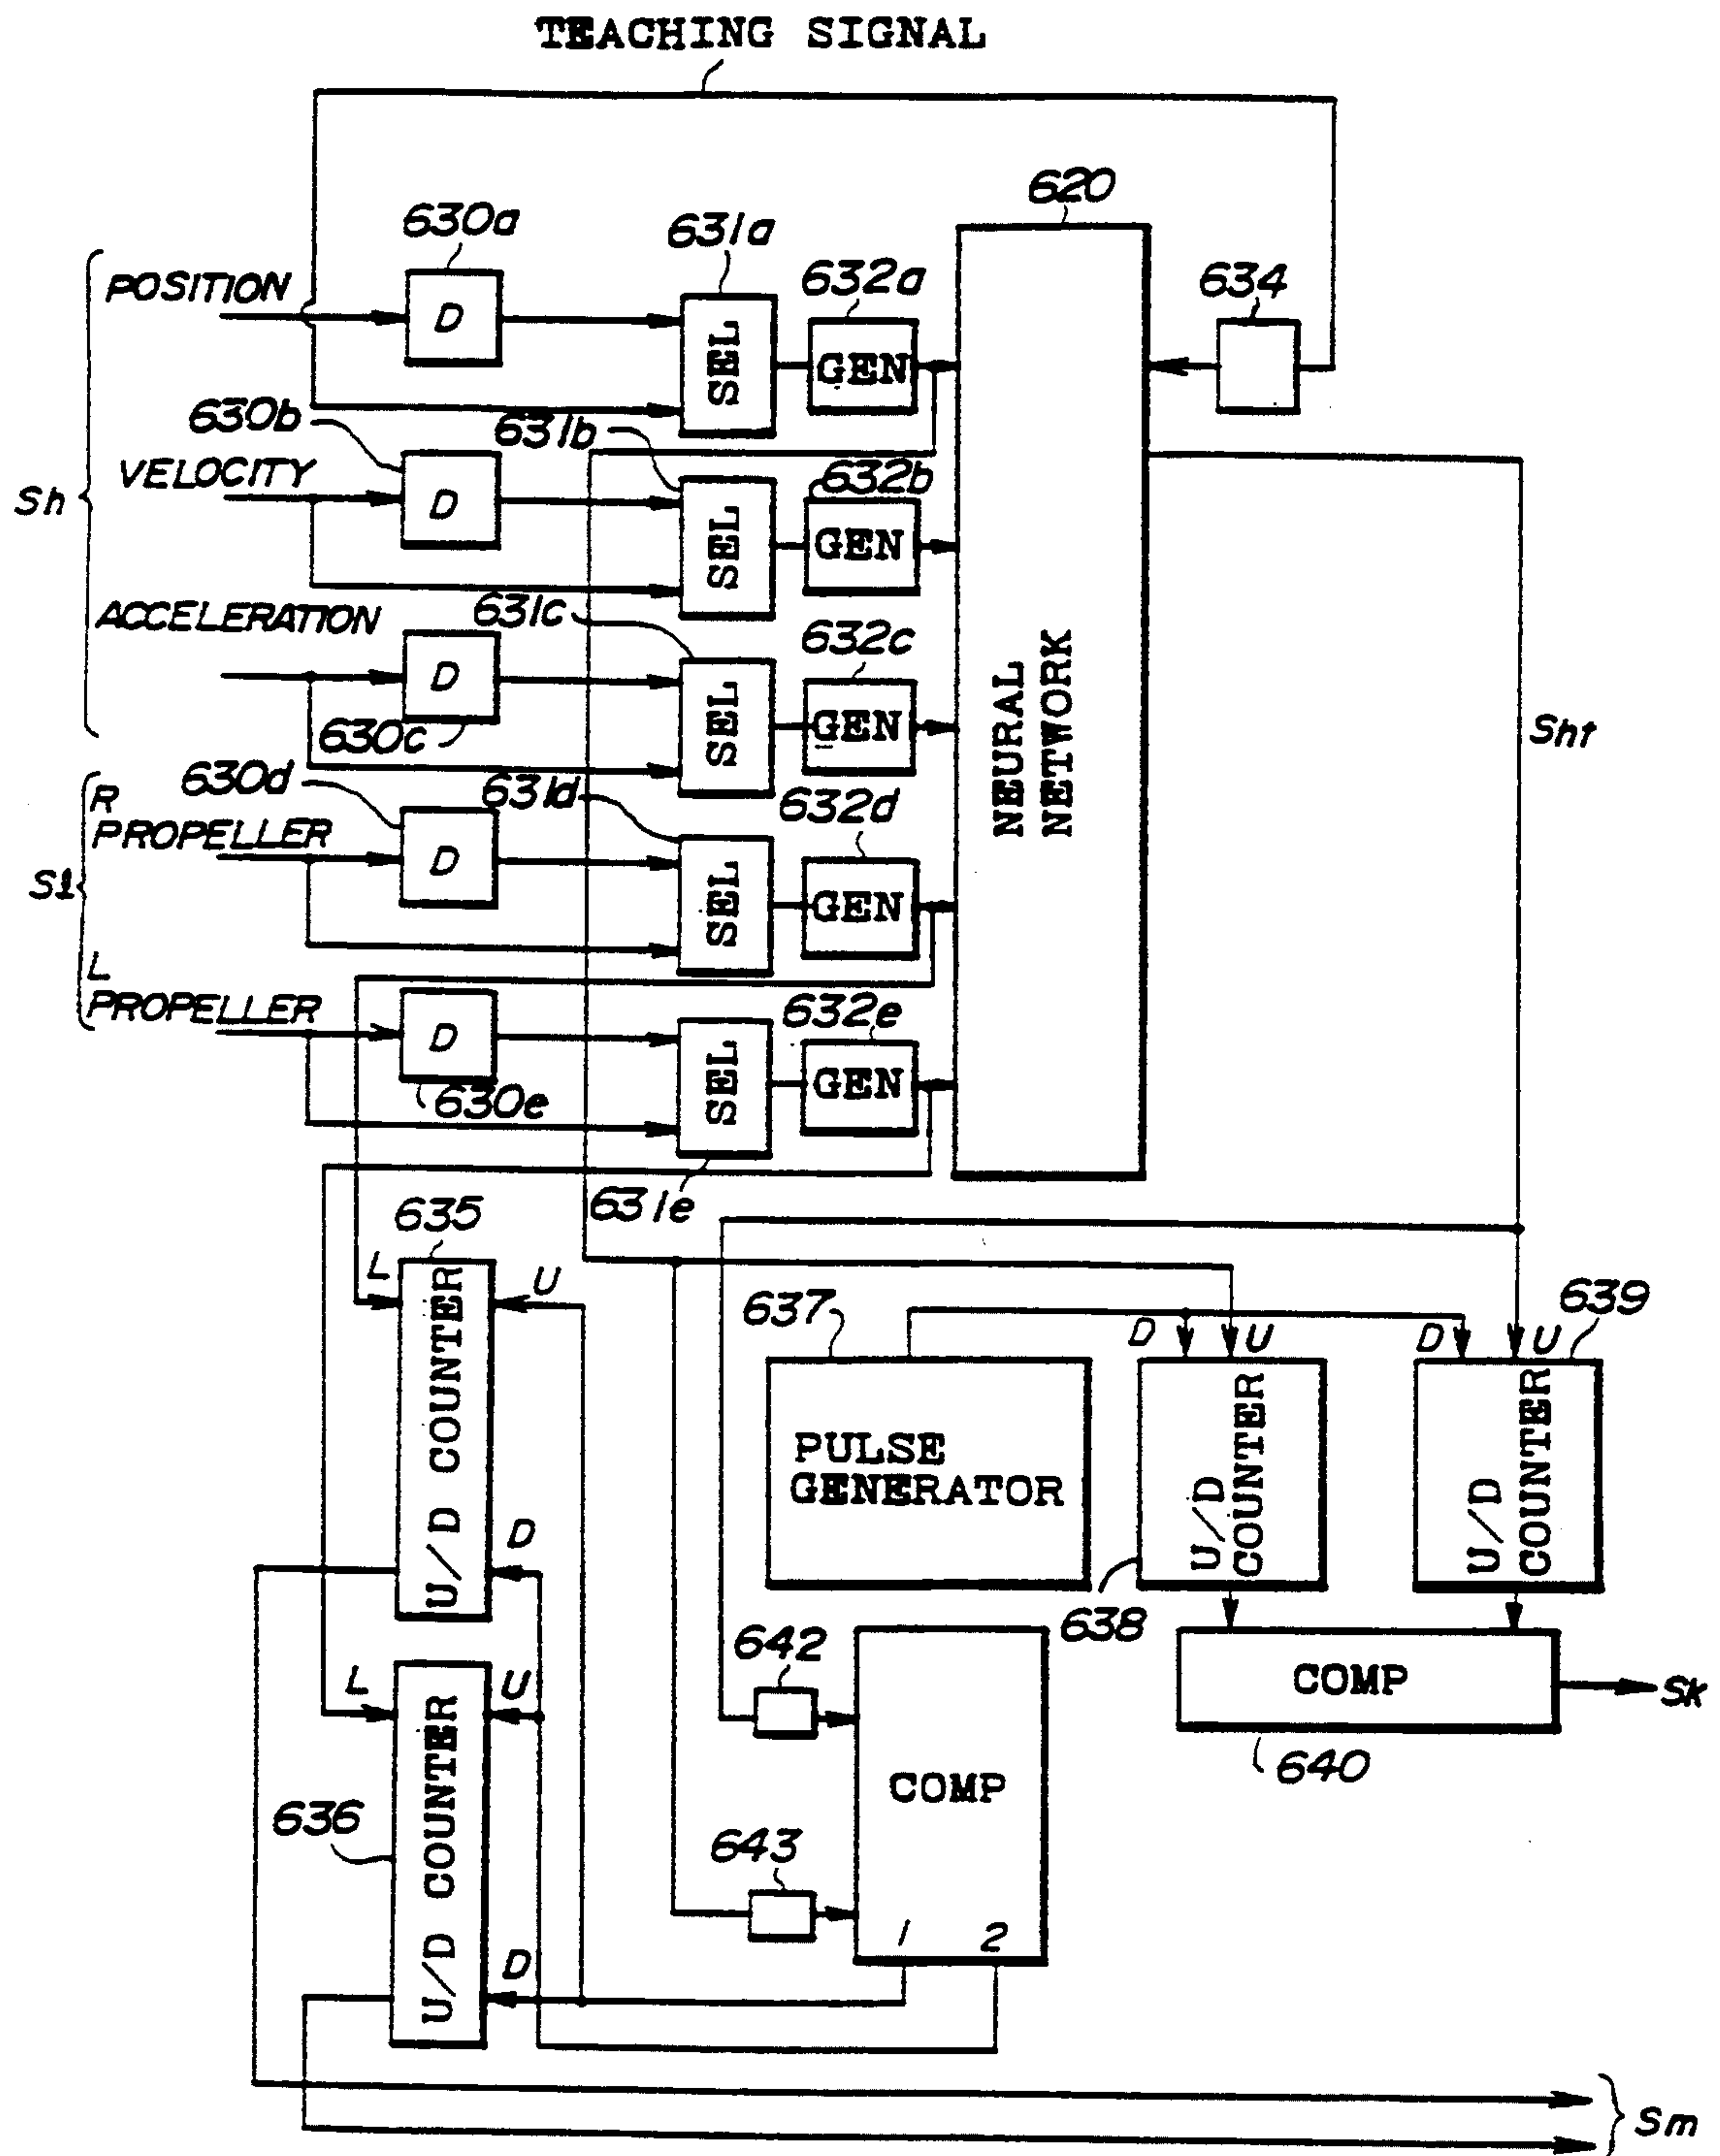 TEACHING SIGNAL
620
630a
631a
632a
634
POSITION
D
SEL
GEN
630b
631b
632b
Sh
VELOCITY
D
SEL
GEN
ACCELERATION
631c
632c
D
SEL
GEN
630c
NEURAL
NETWORK
Sht
630d
631d
632d
R
PROPELLER
D
SEL
GEN
Sl
L
PROPELLER
632e
D
SEL
GEN
630e
631e
635
L
U
U/D COUNTER
D
637
PULSE
GENERATOR
D
U
U/D
COUNTER
638
D
U
639
U/D
COUNTER
642
COMP
Sk
640
L
U
U/D COUNTER
636
D
COMP
643
1
2
Sm